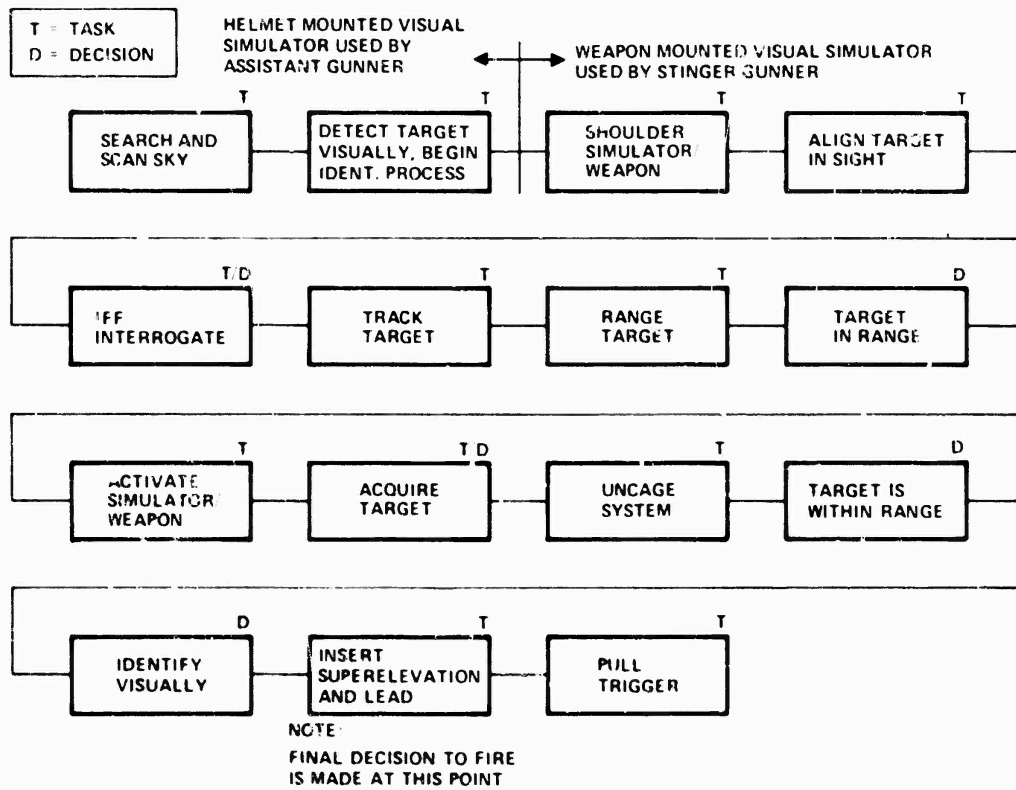 T = TASK
D = DECISION
HELMET MOUNTED VISUAL
SIMULATOR USED BY
ASSISTANT GUNNER
WEAPON MOUNTED VISUAL SIMULATOR
USED BY STINGER GUNNER
T
SEARCH AND
SCAN SKY
T
DETECT TARGET
VISUALLY, BEGIN
IDENT. PROCESS
T
SHOULDER
SIMULATOR/
WEAPON
T
ALIGN TARGET
IN SIGHT
T/D
IFF
INTERROGATE
T
TRACK
TARGET
T
RANGE
TARGET
D
TARGET
IN RANGE
T
ACTIVATE
SIMULATOR/
WEAPON
T/D
ACQUIRE
TARGET
T
UNCAGE
SYSTEM
D
TARGET IS
WITHIN RANGE
D
IDENTIFY
VISUALLY
T
INSERT
SUPERELEVATION
AND LEAD
T
PULL
TRIGGER
NOTE:
FINAL DECISION TO FIRE
IS MADE AT THIS POINT